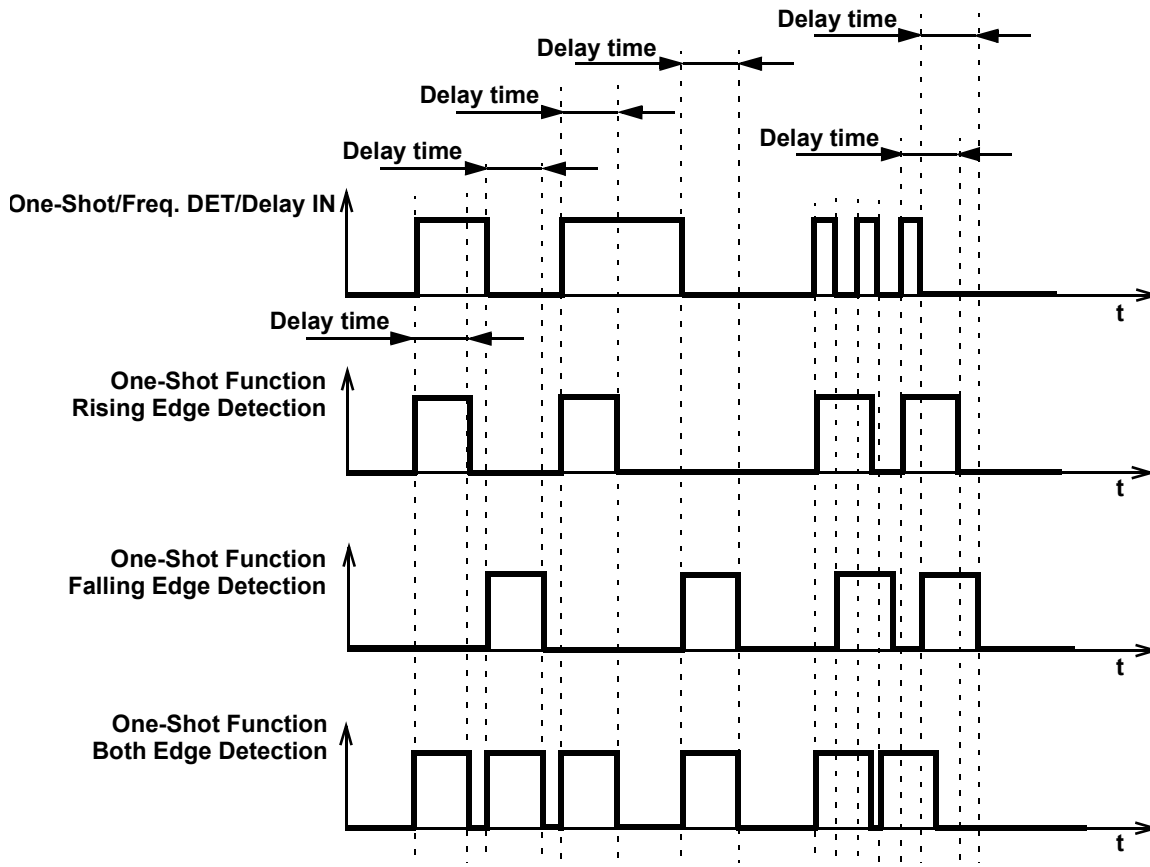 Delay time
Delay time
Delay time
Delay time
Delay time
One-Shot/Freq. DET/Delay IN
t
Delay time
One-Shot Function
Rising Edge Detection
t
One-Shot Function
Falling Edge Detection
t
One-Shot Function
Both Edge Detection
t